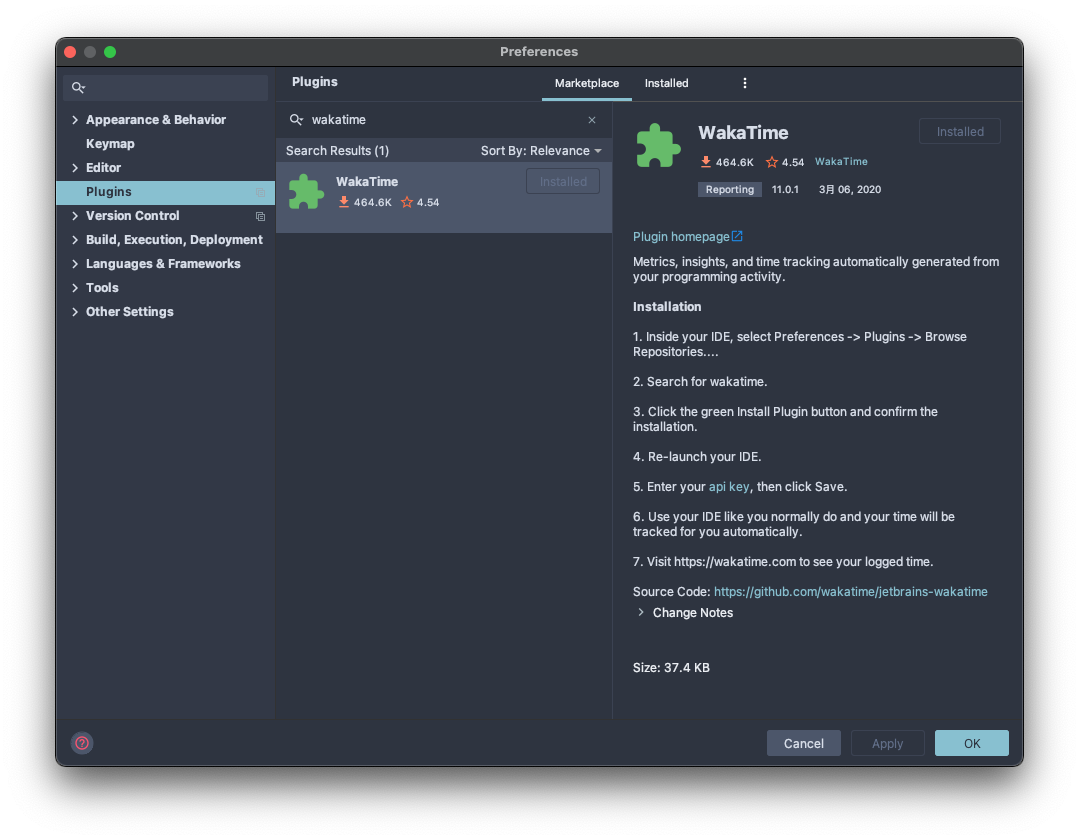 Preferences
Appearance & Behavior
Keymap
Editor
Plugins
Version Control
Build, Execution, Deployment
Languages & Frameworks
Tools
Other Settings
Plugins
Marketplace
Installed
wakatime
Search Results (1)
Sort By: Relevance
WakaTime
Installed
464.6K
4.54
WakaTime
Installed
464.6K
4.54
WakaTime
Reporting
11.0.1
3月 06, 2020
Plugin homepage
Metrics, insights, and time tracking automatically generated from
your programming activity.
Installation
1. Inside your IDE, select Preferences -> Plugins -> Browse
Repositories....
2. Search for wakatime.
3. Click the green Install Plugin button and confirm the
installation.
4. Re-launch your IDE.
5. Enter your api key, then click Save.
6. Use your IDE like you normally do and your time will be
tracked for you automatically.
7. Visit https://wakatime.com to see your logged time.
Source Code: https://github.com/wakatime/jetbrains-wakatime
Change Notes
Size: 37.4 KB
Cancel
Apply
OK